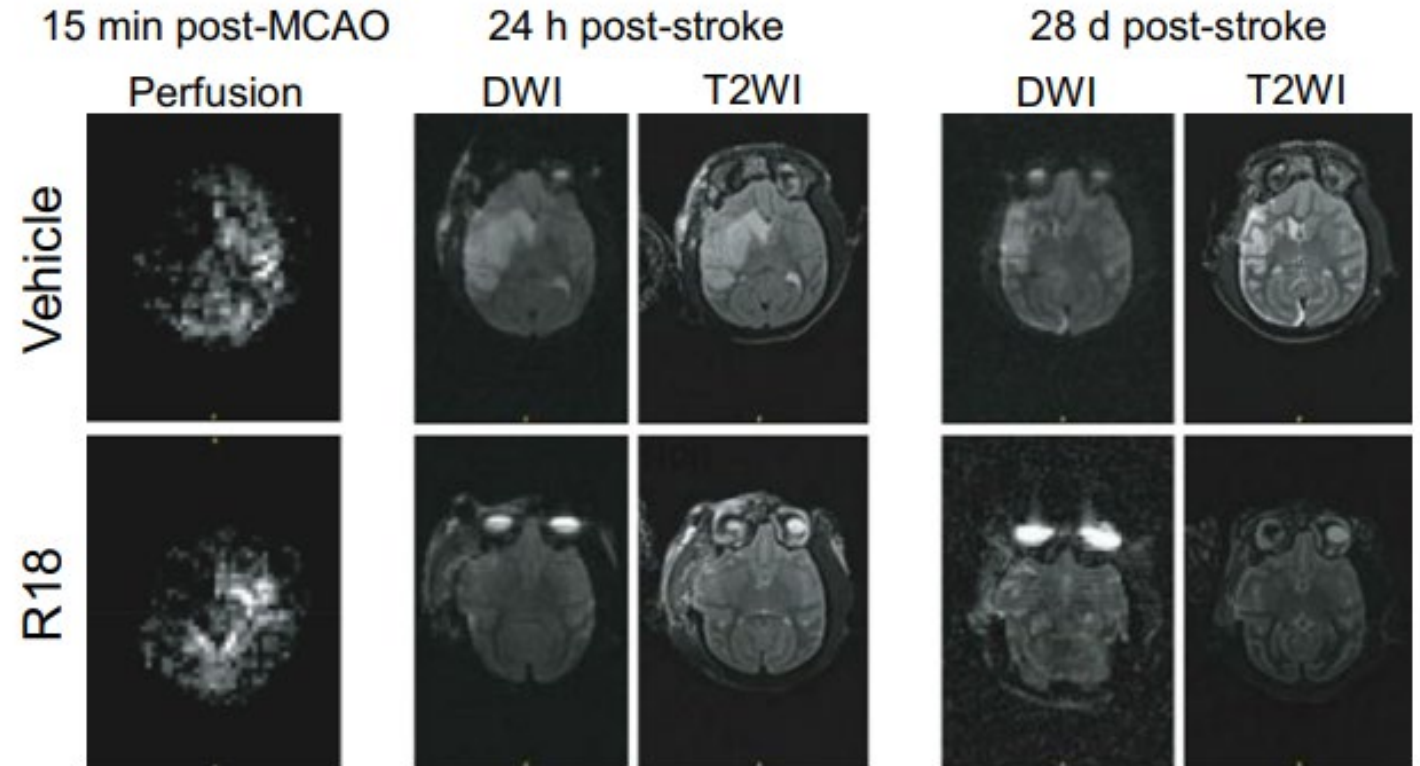 15 min post-MCAO 24 h post-stroke 28 d post-stroke
Perfusion DWI T2WI DWI T2WI
Vehicle
R18